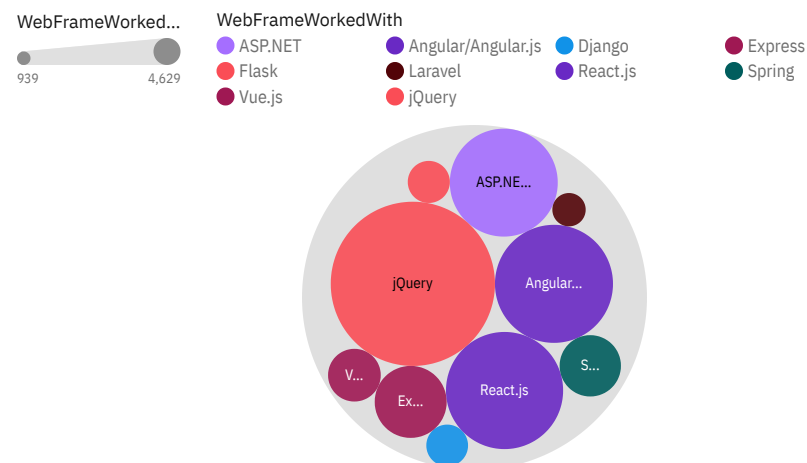 WebFrameWorked...
939
4,629
WebFrameWorkedWith
ASP.NET
Angular/Angular.js
Django
Express
Flask
Laravel
React.js
Spring
Vue.js
jQuery
ASP.NE...
jQuery
Angular...
S...
V...
Ex...
React.js